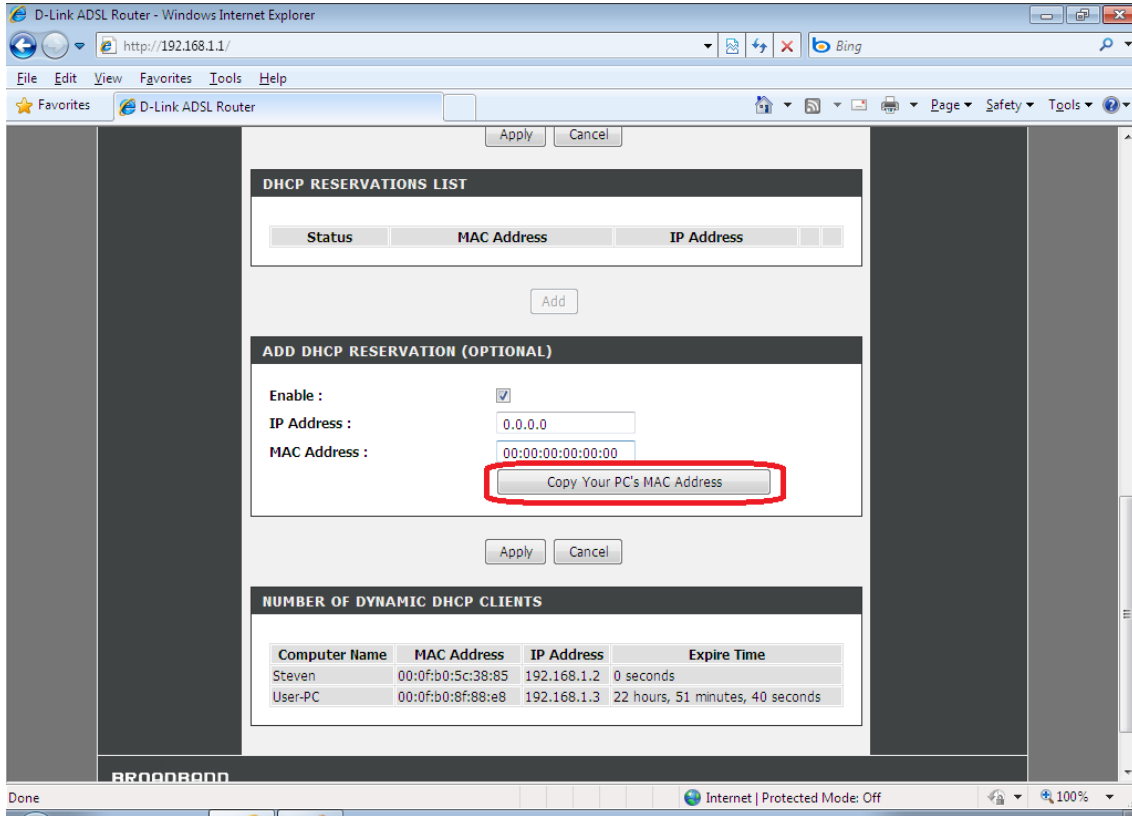 D-Link ADSL Router - Windows Internet Explorer
http://192.168.1.1/
Bing
File Edit View Favorites Tools Help
Favorites D-Link ADSL Router Page Safety Tools
Apply Cancel
DHCP RESERVATIONS LIST
Status MAC Address IP Address
Add
ADD DHCP RESERVATION (OPTIONAL)
Enable :
IP Address : 0.0.0.0
MAC Address : 00:00:00:00:00:00
Copy Your PC's MAC Address
Apply Cancel
NUMBER OF DYNAMIC DHCP CLIENTS
Computer Name MAC Address IP Address Expire Time
Steven 00:0f:b0:5c:38:85 192.168.1.2 0 seconds
User-PC 00:0f:b0:8f:88:e8 192.168.1.3 22 hours, 51 minutes, 40 seconds
BROADBAND
Done Internet | Protected Mode: Off 100%